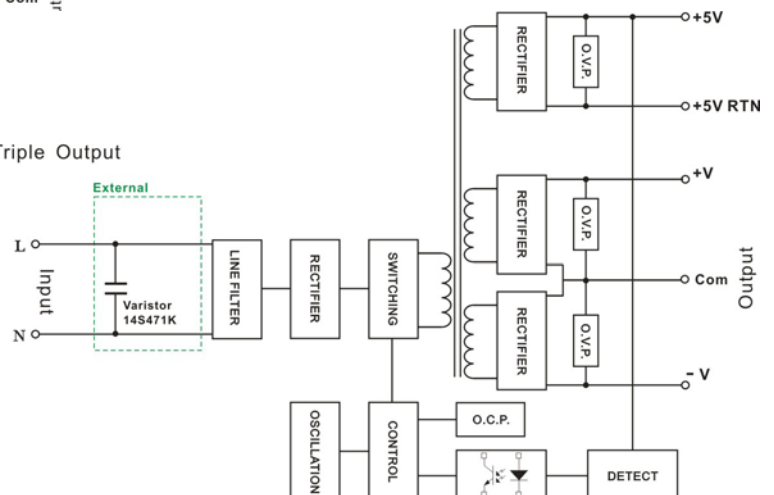 RECTIFIER
O.V.P.
+5V
+5V RTN
Triple Output
External
L
Input
N
Varistor
14S471K
LINE FILTER
RECTIFIER
SWITCHING
RECTIFIER
O.V.P.
+V
Com
Output
RECTIFIER
O.V.P.
- V
OSCILLATION
CONTROL
O.C.P.
DETECT